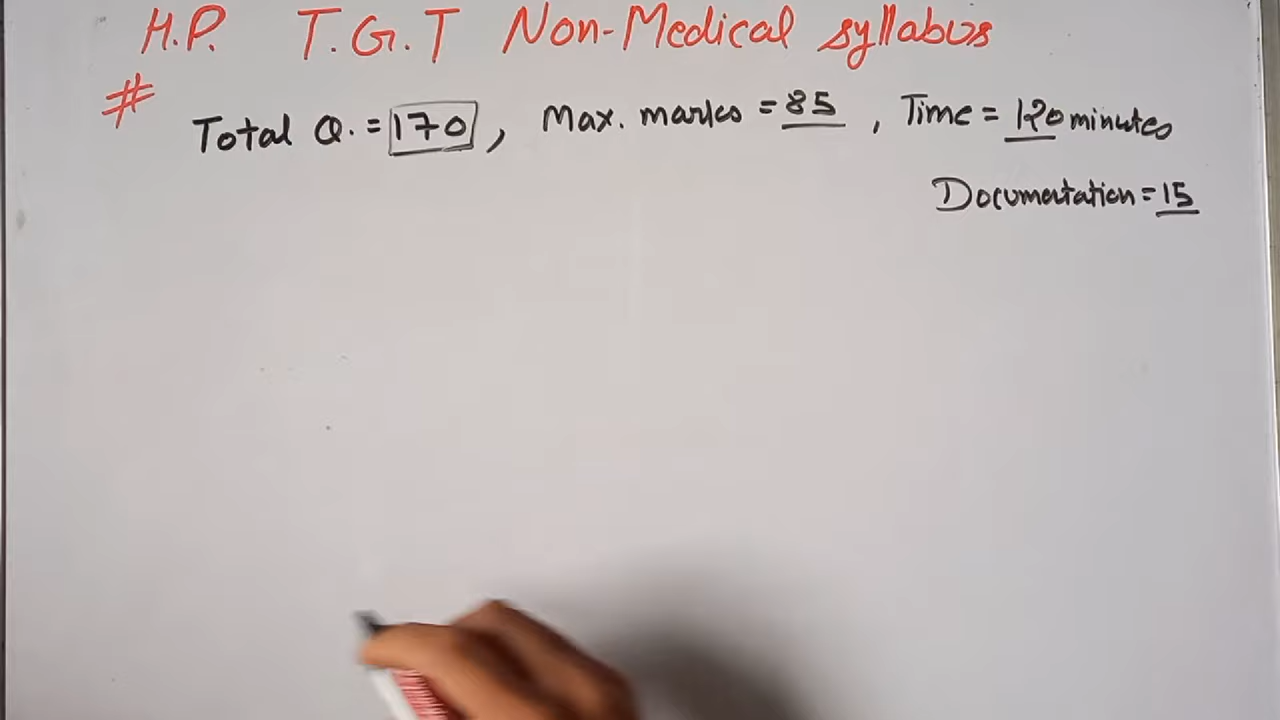 H.P. T.G.T Non-Medical syllabus
# Total Q. = 170, Max. marks = 85, Time = 120 minutes
Documentation = 15